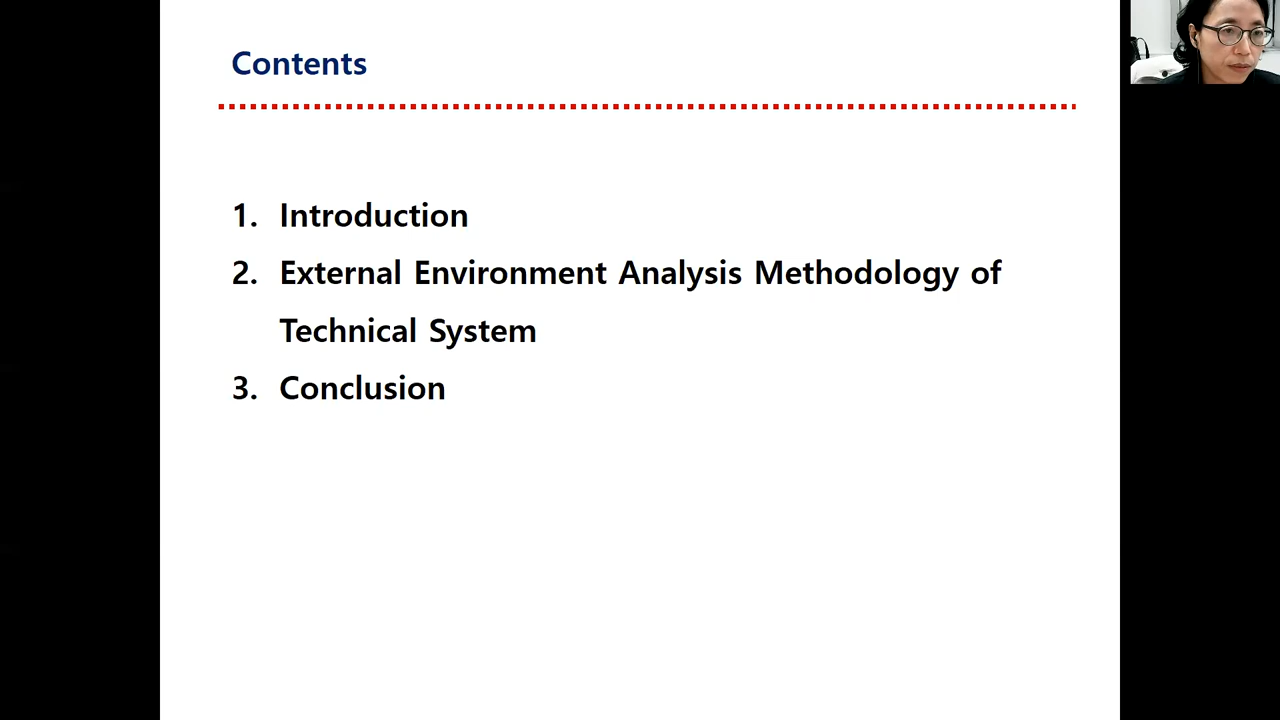 Contents
1. Introduction
2. External Environment Analysis Methodology of
Technical System
3. Conclusion